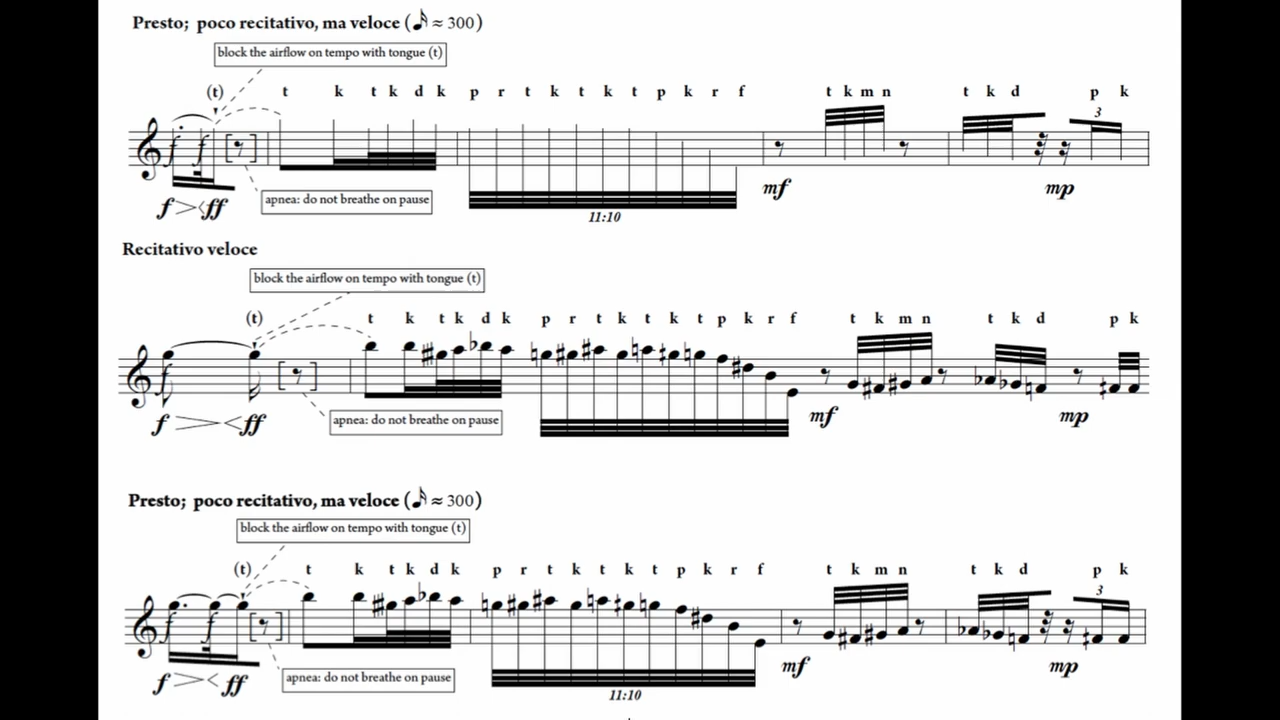 Presto; poco recitativo, ma veloce (♪ ≈ 300)
block the airflow on tempo with tongue (t)
(t) t k t k d k p r t k t k t p k r f t k m n t k d p k
3
f f
mf mp
f > < ff
apnea: do not breathe on pause
11:10
Recitativo veloce
block the airflow on tempo with tongue (t)
(t) t k t k d k p r t k t k t p k r f t k m n t k d p k
f
f > < ff mf mp
apnea: do not breathe on pause
Presto; poco recitativo, ma veloce (♪ ≈ 300)
block the airflow on tempo with tongue (t)
(t) t k t k d k p r t k t k t p k r f t k m n t k d p k
3
f f
mf mp
f > < ff
apnea: do not breathe on pause
11:10